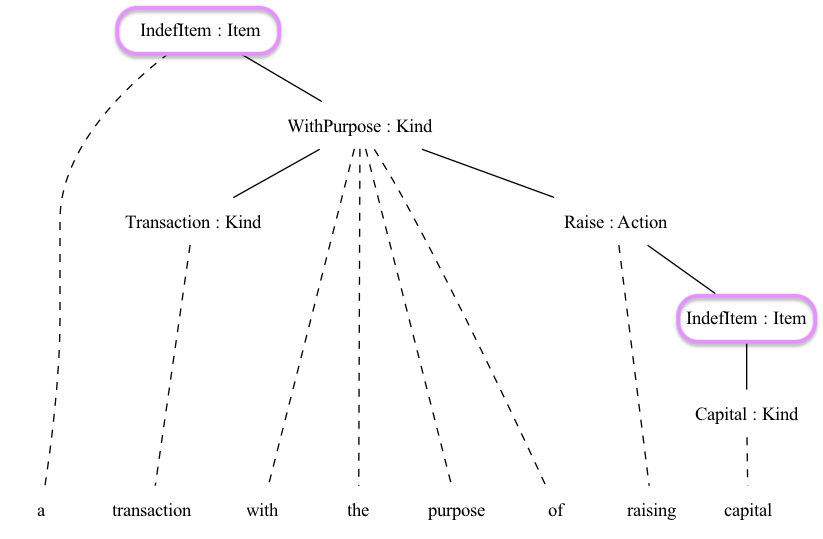 IndefItem : Item
WithPurpose : Kind
Transaction : Kind
Raise : Action
IndefItem : Item
Capital : Kind
a transaction with the purpose of raising capital